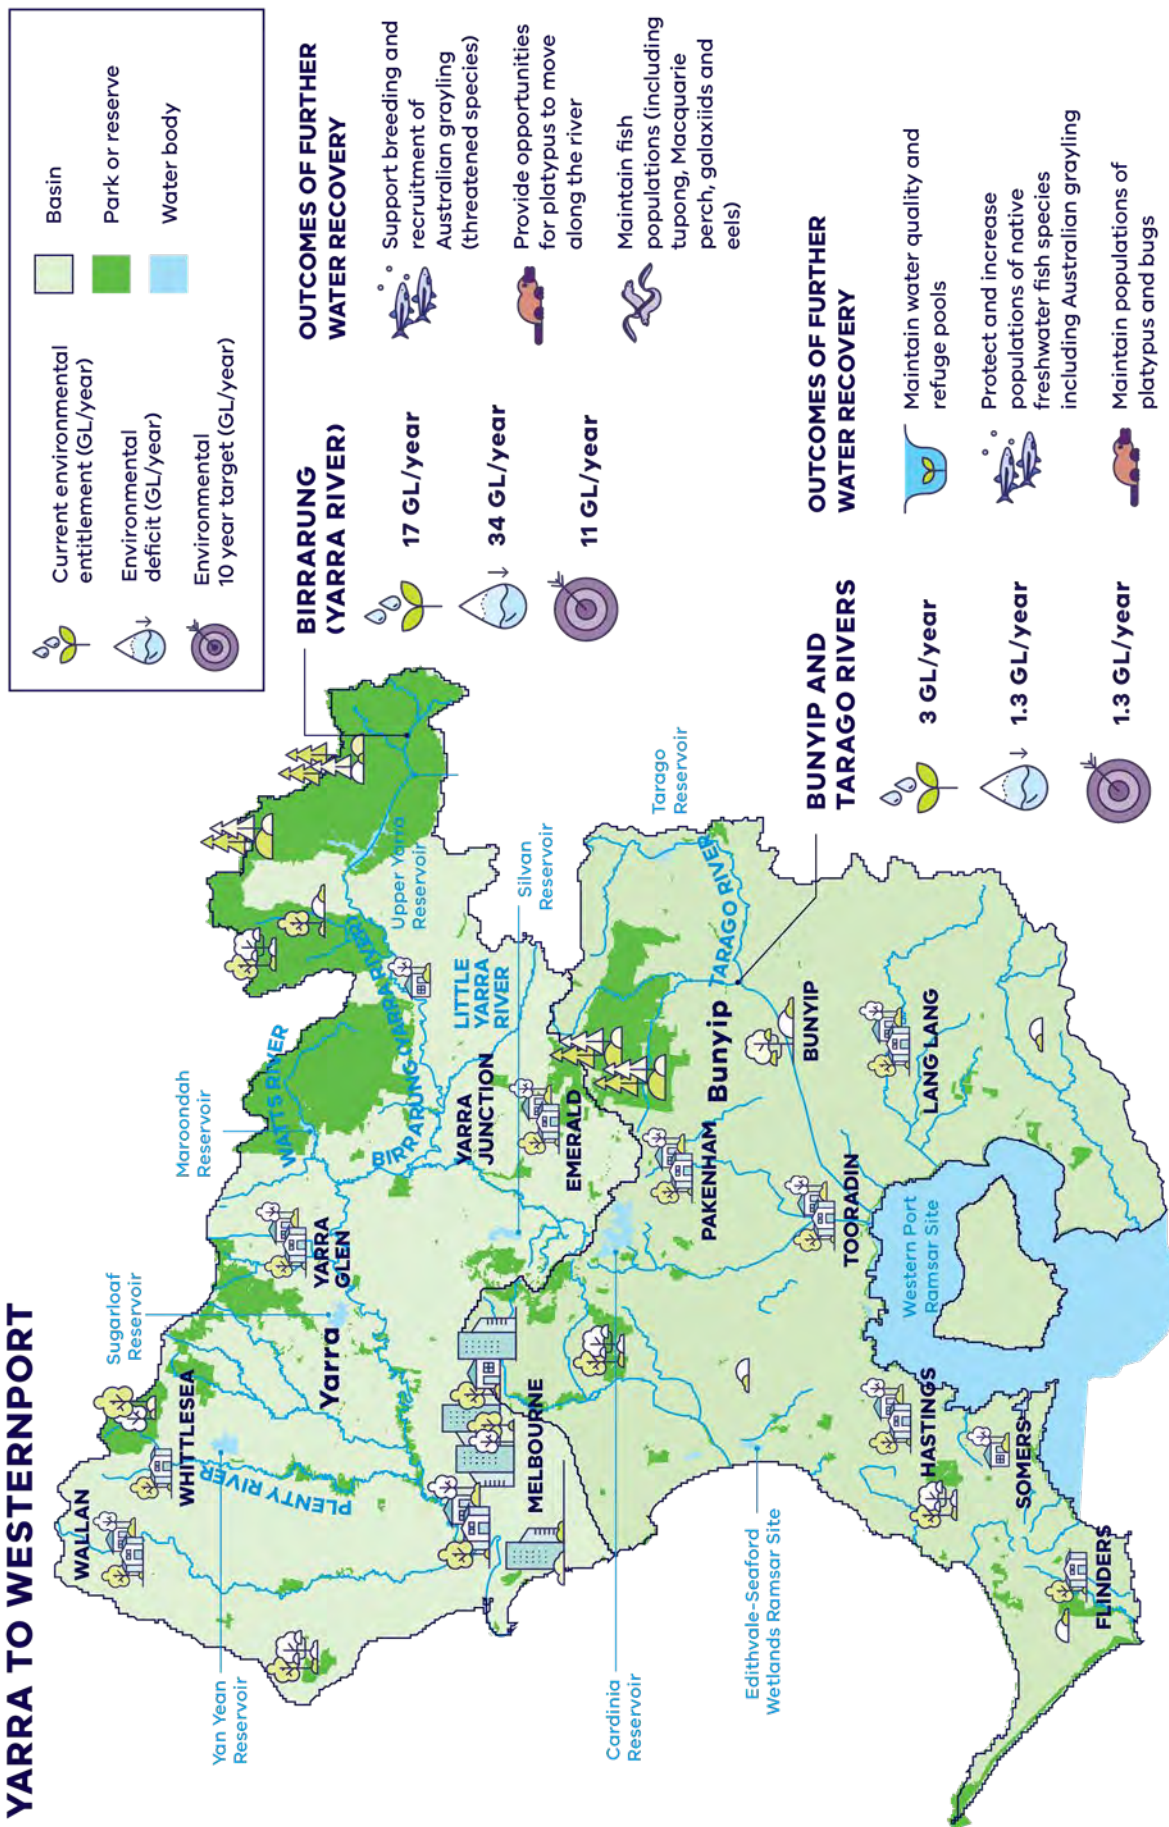 YARRA TO WESTERNPORT
Current environmental
entitlement (GL/year)
Environmental
deficit (GL/year)
Environmental
10 year target (GL/year)
Basin
Park or reserve
Water body
BIRRARUNG
(YARRA RIVER)
17 GL/year
34 GL/year
11 GL/year
OUTCOMES OF FURTHER
WATER RECOVERY
Support breeding and
recruitment of
Australian grayling
(threatened species)
Provide opportunities
for platypus to move
along the river
Maintain fish
populations (including
tupong, Macquarie
perch, galaxiids and
eels)
BUNYIP AND
TARAGO RIVERS
3 GL/year
1.3 GL/year
1.3 GL/year
OUTCOMES OF FURTHER
WATER RECOVERY
Maintain water quality and
refuge pools
Protect and increase
populations of native
freshwater fish species
including Australian grayling
Maintain populations of
platypus and bugs
WALLAN
WHITTLESEA
Sugarloaf
Reservoir
Maroondah
Reservoir
WATTS RIVER
Yan Yean
Reservoir
PLENTY RIVER
Yarra
YARRA
GLEN
BIRRARUNG (YARRA RIVER)
Upper Yarra
Reservoir
LITTLE
YARRA
RIVER
YARRA
JUNCTION
Silvan
Reservoir
MELBOURNE
EMERALD
Cardinia
Reservoir
PAKENHAM
Bunyip
TARAGO RIVER
Tarago
Reservoir
Edithvale-Seaford
Wetlands Ramsar Site
TOORADIN
BUNYIP
Western Port
Ramsar Site
LANG LANG
HASTINGS
SOMERS
FLINDERS